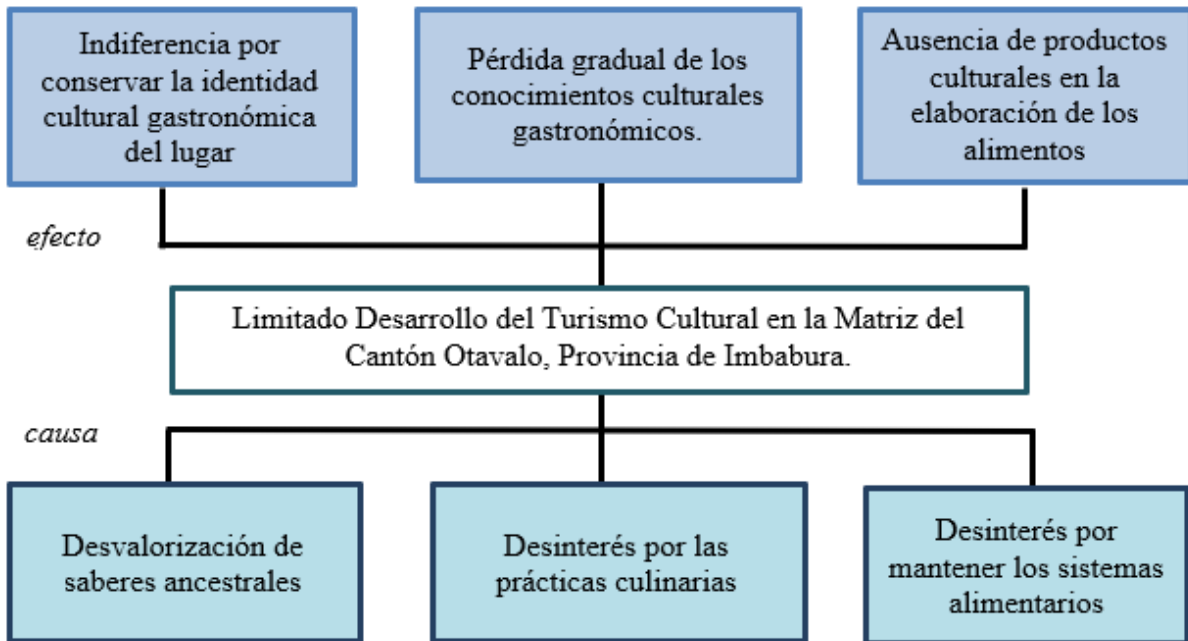 Indiferencia por
conservar la identidad
cultural gastronómica
del lugar
Pérdida gradual de los
conocimientos culturales
gastronómicos.
Ausencia de productos
culturales en la
elaboración de los
alimentos
efecto
Limitado Desarrollo del Turismo Cultural en la Matriz del
Cantón Otavalo, Provincia de Imbabura.
causa
Desvalorización de
saberes ancestrales
Desinterés por las
prácticas culinarias
Desinterés por
mantener los sistemas
alimentarios